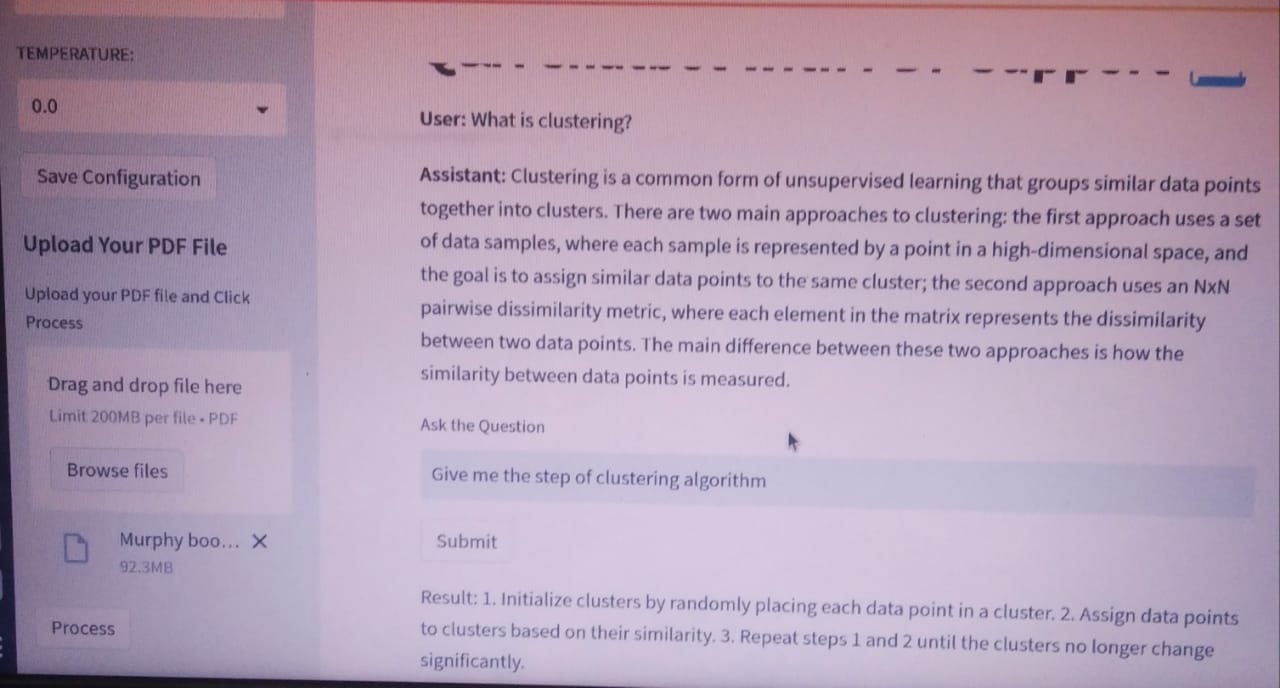 TEMPERATURE:
0.0
Save Configuration
Upload Your PDF File
Upload your PDF file and Click
Process
Drag and drop file here
Limit 200MB per file • PDF
Browse files
Murphy boo...
92.3MB
Process
User: What is clustering?
Assistant: Clustering is a common form of unsupervised learning that groups similar data points
together into clusters. There are two main approaches to clustering: the first approach uses a set
of data samples, where each sample is represented by a point in a high-dimensional space, and
the goal is to assign similar data points to the same cluster; the second approach uses an NxN
pairwise dissimilarity metric, where each element in the matrix represents the dissimilarity
between two data points. The main difference between these two approaches is how the
similarity between data points is measured.
Ask the Question
Give me the step of clustering algorithm
Submit
Result: 1. Initialize clusters by randomly placing each data point in a cluster. 2. Assign data points
to clusters based on their similarity. 3. Repeat steps 1 and 2 until the clusters no longer change
significantly.